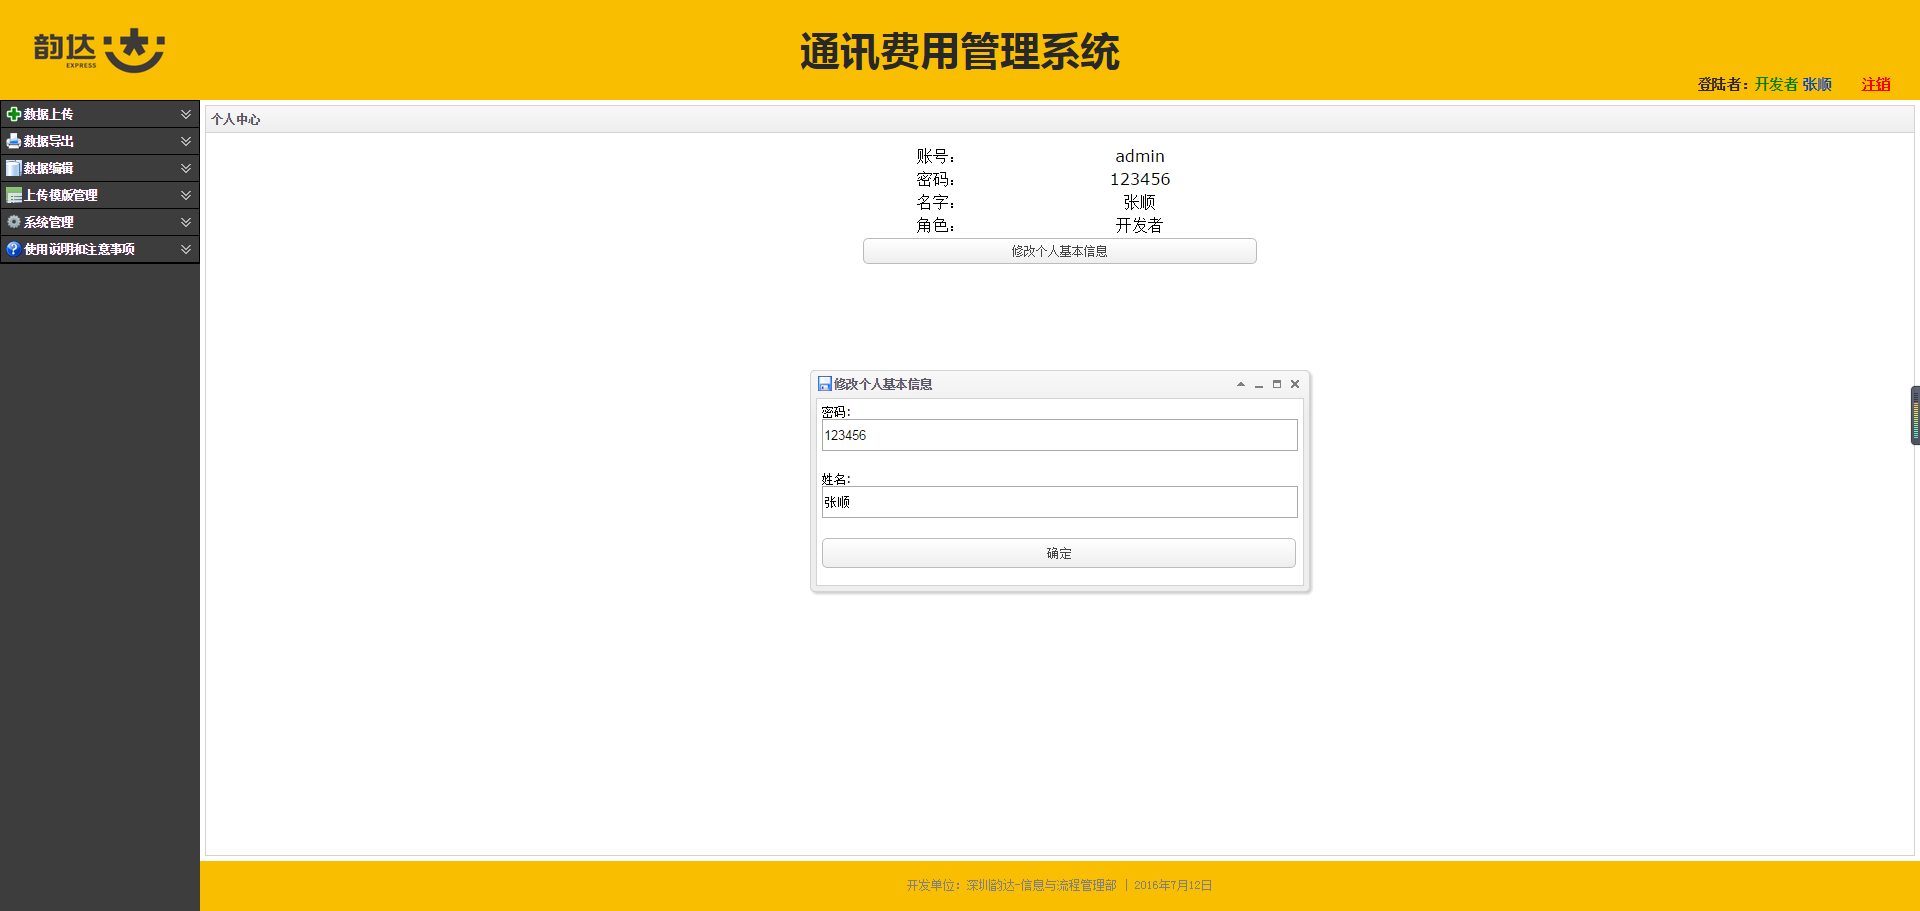 韵达
EXPRESS
通讯费用管理系统
登陆者：开发者 张顺 注销
数据上传
数据导出
数据编辑
上传模版管理
系统管理
使用说明和注意事项
个人中心
账号： admin
密码： 123456
名字： 张顺
角色： 开发者
修改个人基本信息
修改个人基本信息
密码:
123456
姓名:
张顺
确定
开发单位：深圳韵达-信息与流程管理部 | 2016年7月12日